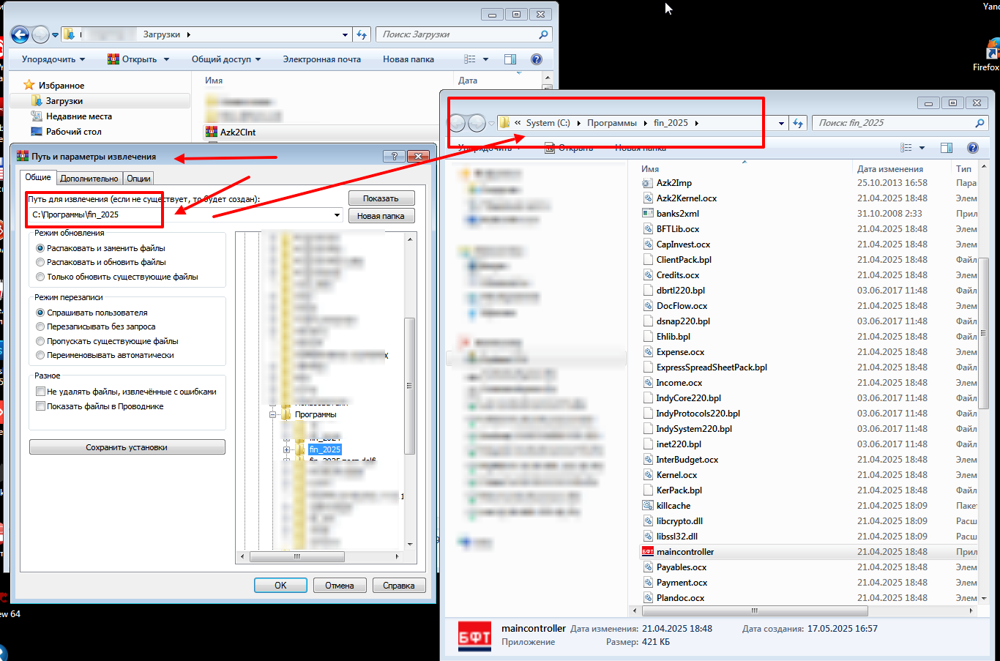 Yanc
Firefox
ew 64
Загрузки
Поиск: Загрузки
Упорядочить
Открыть
Общий доступ
Электронная почта
Новая папка
Избранное
Загрузки
Недавние места
Рабочий стол
Имя
Дата
Azk2Clnt
Путь и параметры извлечения
Общие
Дополнительно
Опции
Путь для извлечения (если не существует, то будет создан):
C:\Программы\fin_2025
Показать
Новая папка
Режим обновления
Распаковать и заменить файлы
Распаковать и обновить файлы
Только обновить существующие файлы
Режим перезаписи
Спрашивать пользователя
Перезаписывать без запроса
Пропускать существующие файлы
Переименовывать автоматически
Разное
Не удалять файлы, извлечённые с ошибками
Показать файлы в Проводнике
Сохранить установки
Программы
fin_2025
OK
Отмена
Справка
« System (C:)
Программы
fin_2025
Поиск: fin_2025
Упорядочить
Открыть
Новая папка
Имя
Дата изменения
Тип
Azk2Imp 25.10.2013 16:58 Пара
Azk2Kernel.ocx 21.04.2025 18:48 Элем
banks2xml 31.10.2008 2:33 Прил
BFTLib.ocx 21.04.2025 18:48 Элем
CapInvest.ocx 21.04.2025 18:48 Элем
ClientPack.bpl 21.04.2025 18:48 Файл
Credits.ocx 21.04.2025 18:48 Элем
dbrtl220.bpl 03.06.2017 11:48 Файл
DocFlow.ocx 21.04.2025 18:48 Элем
dsnap220.bpl 03.06.2017 11:48 Файл
Ehlib.bpl 21.04.2025 18:48 Файл
Expense.ocx 21.04.2025 18:48 Элем
ExpressSpreadSheetPack.bpl 21.04.2025 18:48 Файл
Income.ocx 21.04.2025 18:48 Элем
IndyCore220.bpl 03.06.2017 11:48 Файл
IndyProtocols220.bpl 03.06.2017 11:48 Файл
IndySystem220.bpl 03.06.2017 11:48 Файл
inet220.bpl 03.06.2017 11:48 Файл
InterBudget.ocx 21.04.2025 18:48 Элем
Kernel.ocx 21.04.2025 18:48 Элем
KerPack.bpl 21.04.2025 18:48 Файл
killcache 21.04.2025 18:09 Паке
libcrypto.dll 21.04.2025 18:09 Расш
libssl32.dll 21.04.2025 18:09 Расш
maincontroller 21.04.2025 18:48 Прил
Payables.ocx 21.04.2025 18:48 Элем
Payment.ocx 21.04.2025 18:48 Элем
Plandoc.ocx 21.04.2025 18:48 Элем
БФТ
maincontroller Дата изменения: 21.04.2025 18:48 Дата создания: 17.05.2025 16:57
Приложение Размер: 421 КБ